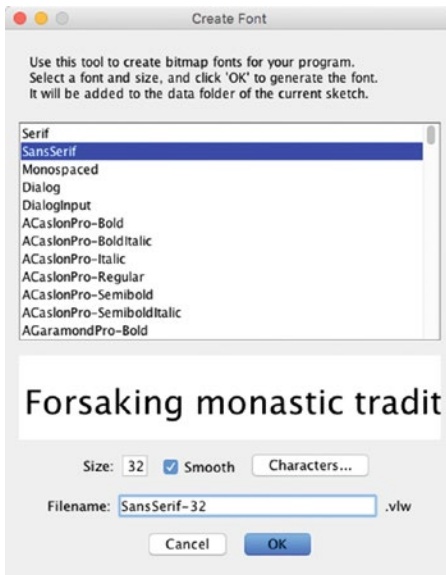 Create Font
Use this tool to create bitmap fonts for your program.
Select a font and size, and click 'OK' to generate the font.
It will be added to the data folder of the current sketch.
Serif
SansSerif
Monospaced
Dialog
DialogInput
ACaslonPro-Bold
ACaslonPro-BoldItalic
ACaslonPro-Italic
ACaslonPro-Regular
ACaslonPro-Semibold
ACaslonPro-SemiboldItalic
AGaramondPro-Bold
Forsaking monastic tradit
Size: 32 Smooth Characters...
Filename: SansSerif-32 .vlw
Cancel OK